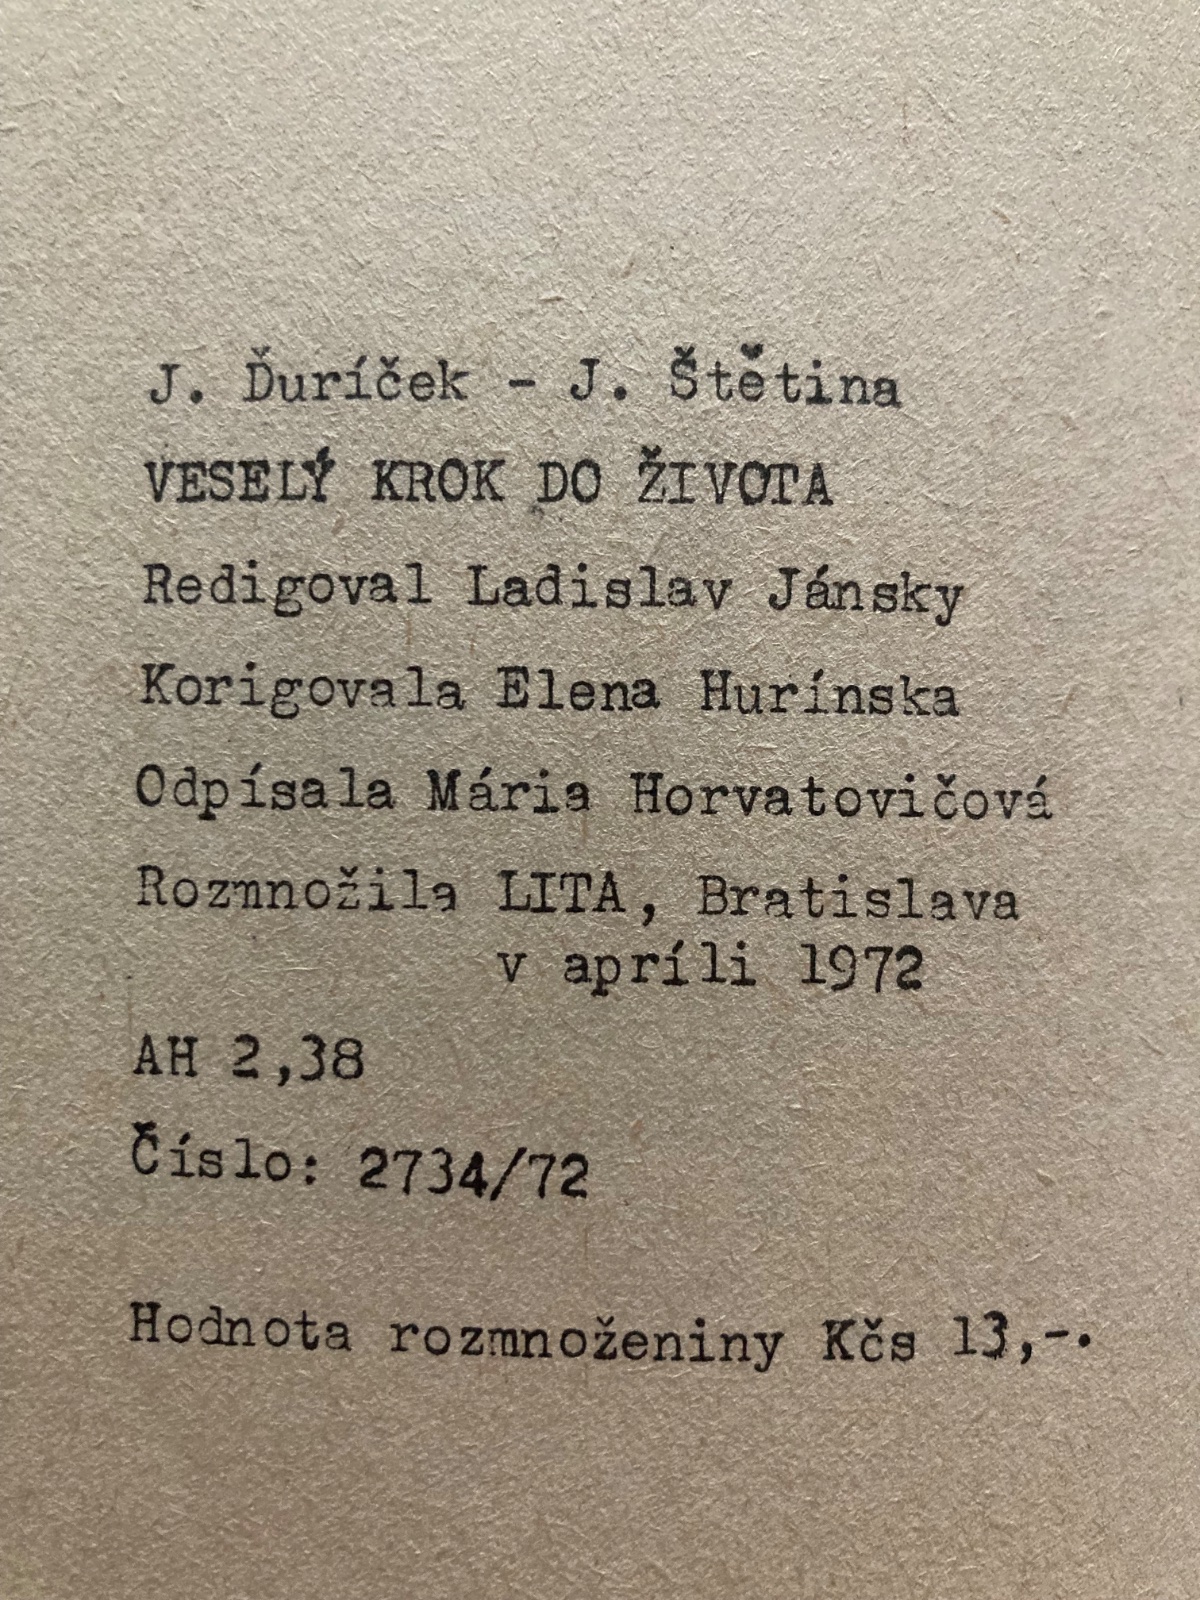 J. Ďuríček - J. Štětina
VESELÝ KROK DO ŽIVOTA
Redigoval Ladislav Jánsky
Korigovala Elena Hurínska
Odpísala Mária Horvatovičová
Rozmnožila LITA, Bratislava
v apríli 1972
AH 2,38
Číslo: 2734/72
Hodnota rozmnoženiny Kčs 13,-.